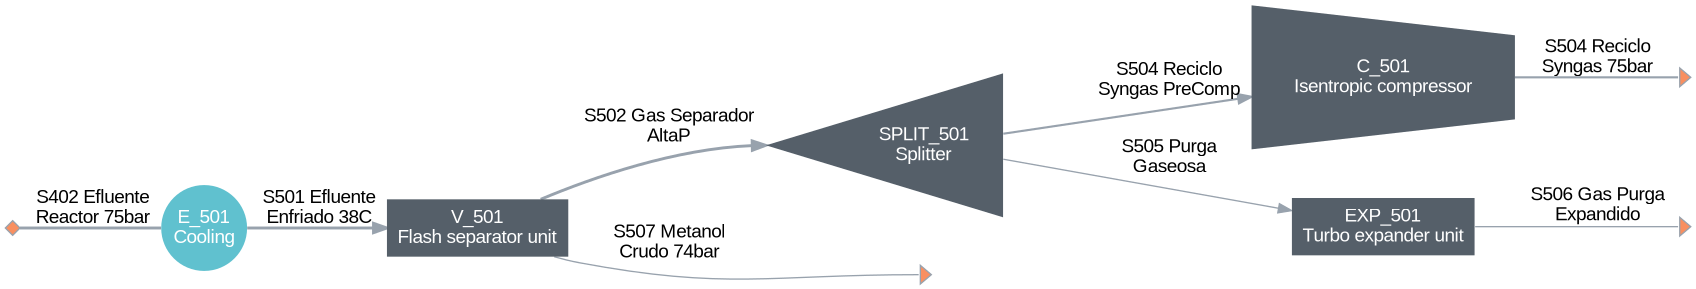 S402 Efluente
Reactor 75bar
E_501
Cooling
S501 Efluente
Enfriado 38C
V_501
Flash separator unit
S502 Gas Separador
AltaP
S507 Metanol
Crudo 74bar
SPLIT_501
Splitter
S504 Reciclo
Syngas PreComp
S505 Purga
Gaseosa
C_501
Isentropic compressor
S504 Reciclo
Syngas 75bar
EXP_501
Turbo expander unit
S506 Gas Purga
Expandido